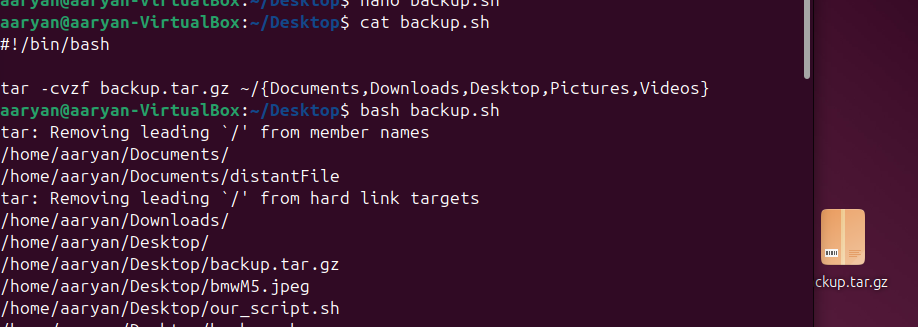 aaryan@aaryan-VirtualBox:~/Desktop$ nano backup.sh
aaryan@aaryan-VirtualBox:~/Desktop$ cat backup.sh
#!/bin/bash
tar -cvzf backup.tar.gz ~/{Documents,Downloads,Desktop,Pictures,Videos}
aaryan@aaryan-VirtualBox:~/Desktop$ bash backup.sh
tar: Removing leading `/' from member names
/home/aaryan/Documents/
/home/aaryan/Documents/distantFile
tar: Removing leading `/' from hard link targets
/home/aaryan/Downloads/
/home/aaryan/Desktop/
/home/aaryan/Desktop/backup.tar.gz
/home/aaryan/Desktop/bmwM5.jpeg
/home/aaryan/Desktop/our_script.sh
ckup.tar.gz